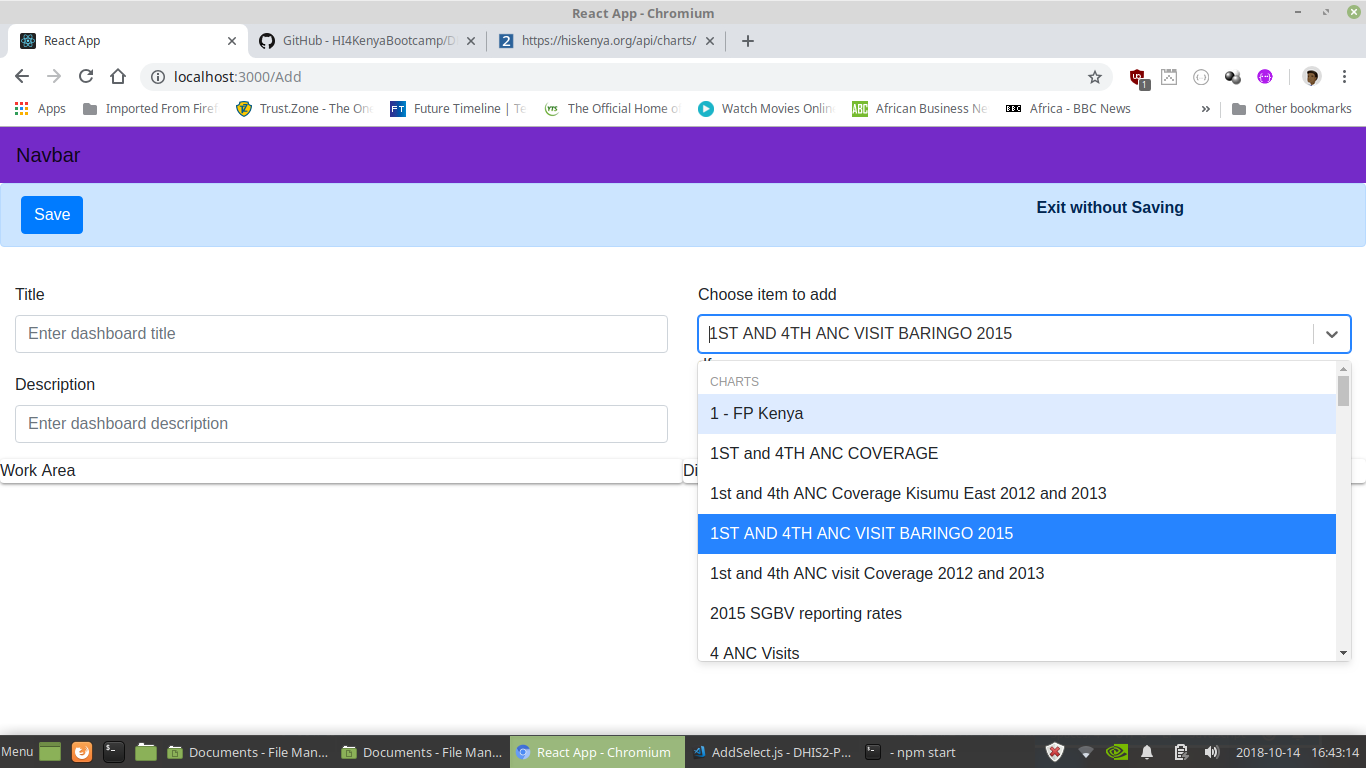 React App - Chromium
React App
GitHub - HI4KenyaBootcamp/D
https://hiskenya.org/api/charts/
localhost:3000/Add
1
Apps
Imported From Firef
Trust.Zone - The On
FT
Future Timeline | Te
YTS
The Official Home o
Watch Movies Onlin
ABC
African Business Ne
BBC
Africa - BBC News
»
Other bookmarks
Navbar
Save
Exit without Saving
Title
Choose item to add
Enter dashboard title
1ST AND 4TH ANC VISIT BARINGO 2015
Description
CHARTS
Enter dashboard description
1 - FP Kenya
1ST and 4TH ANC COVERAGE
Work Area
Di
1st and 4th ANC Coverage Kisumu East 2012 and 2013
1ST AND 4TH ANC VISIT BARINGO 2015
1st and 4th ANC visit Coverage 2012 and 2013
2015 SGBV reporting rates
4 ANC Visits
Menu
Documents - File Man...
Documents - File Man...
React App - Chromium
AddSelect.js - DHIS2-P...
- npm start
2018-10-14 16:43:14